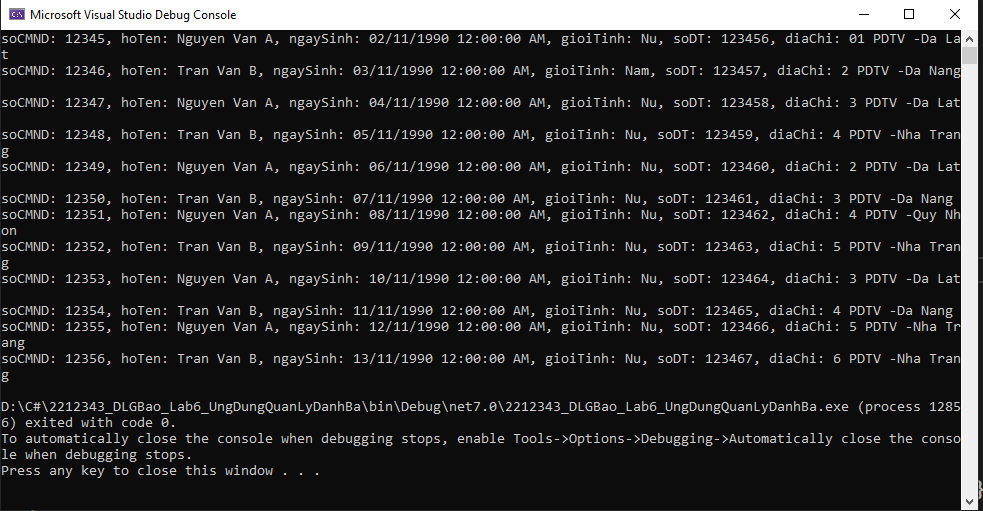 Microsoft Visual Studio Debug Console
soCMND: 12345, hoTen: Nguyen Van A, ngaySinh: 02/11/1990 12:00:00 AM, gioiTinh: Nu, soDT: 123456, diaChi: 01 PDTV -Da La
t
soCMND: 12346, hoTen: Tran Van B, ngaySinh: 03/11/1990 12:00:00 AM, gioiTinh: Nam, soDT: 123457, diaChi: 2 PDTV -Da Nang
soCMND: 12347, hoTen: Nguyen Van A, ngaySinh: 04/11/1990 12:00:00 AM, gioiTinh: Nu, soDT: 123458, diaChi: 3 PDTV -Da Lat
soCMND: 12348, hoTen: Tran Van B, ngaySinh: 05/11/1990 12:00:00 AM, gioiTinh: Nu, soDT: 123459, diaChi: 4 PDTV -Nha Tran
g
soCMND: 12349, hoTen: Nguyen Van A, ngaySinh: 06/11/1990 12:00:00 AM, gioiTinh: Nu, soDT: 123460, diaChi: 2 PDTV -Da Lat
soCMND: 12350, hoTen: Tran Van B, ngaySinh: 07/11/1990 12:00:00 AM, gioiTinh: Nu, soDT: 123461, diaChi: 3 PDTV -Da Nang
soCMND: 12351, hoTen: Nguyen Van A, ngaySinh: 08/11/1990 12:00:00 AM, gioiTinh: Nu, soDT: 123462, diaChi: 4 PDTV -Quy Nh
on
soCMND: 12352, hoTen: Tran Van B, ngaySinh: 09/11/1990 12:00:00 AM, gioiTinh: Nu, soDT: 123463, diaChi: 5 PDTV -Nha Tran
g
soCMND: 12353, hoTen: Nguyen Van A, ngaySinh: 10/11/1990 12:00:00 AM, gioiTinh: Nu, soDT: 123464, diaChi: 3 PDTV -Da Lat
soCMND: 12354, hoTen: Tran Van B, ngaySinh: 11/11/1990 12:00:00 AM, gioiTinh: Nu, soDT: 123465, diaChi: 4 PDTV -Da Nang
soCMND: 12355, hoTen: Nguyen Van A, ngaySinh: 12/11/1990 12:00:00 AM, gioiTinh: Nu, soDT: 123466, diaChi: 5 PDTV -Nha Tr
ang
soCMND: 12356, hoTen: Tran Van B, ngaySinh: 13/11/1990 12:00:00 AM, gioiTinh: Nu, soDT: 123467, diaChi: 6 PDTV -Nha Tran
g
D:\C#\2212343_DLGBao_Lab6_UngDungQuanLyDanhBa\bin\Debug\net7.0\2212343_DLGBao_Lab6_UngDungQuanLyDanhBa.exe (process 1285
6) exited with code 0.
To automatically close the console when debugging stops, enable Tools->Options->Debugging->Automatically close the conso
le when debugging stops.
Press any key to close this window . . .